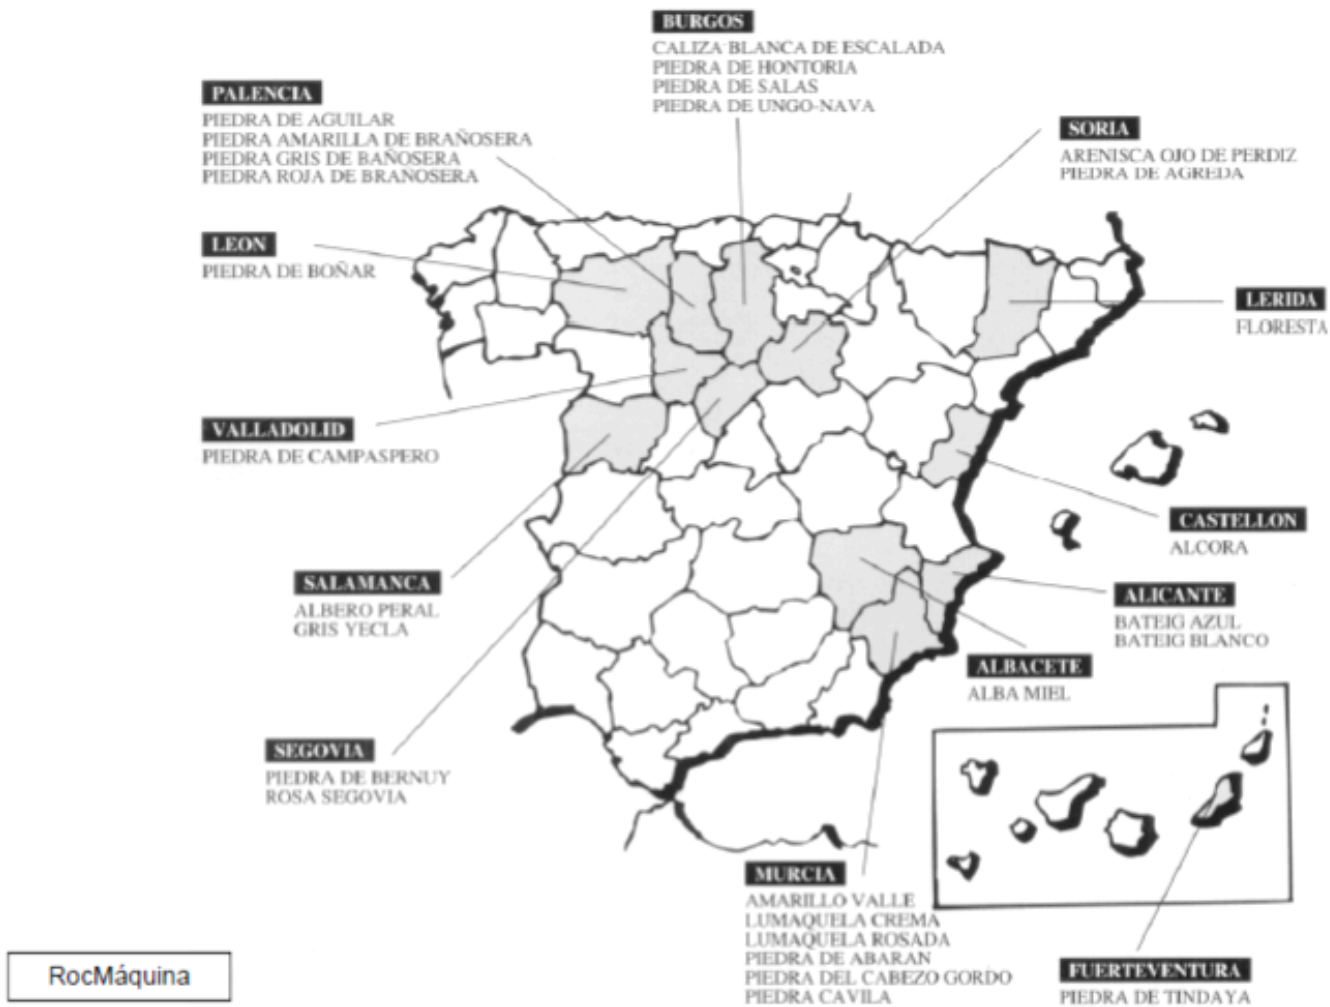 BURGOS
CALIZA BLANCA DE ESCALADA
PIEDRA DE HONTORIA
PIEDRA DE SALAS
PIEDRA DE UNGO-NAVA
PALENCIA
PIEDRA DE AGUILAR
PIEDRA AMARILLA DE BRAÑOSERA
PIEDRA GRIS DE BAÑOSERA
PIEDRA ROJA DE BRAÑOSERA
SORIA
ARENISCA OJO DE PERDIZ
PIEDRA DE AGREDA
LEON
PIEDRA DE BOÑAR
LERIDA
FLORESTA
VALLADOLID
PIEDRA DE CAMPASPERO
CASTELLON
ALCORA
SALAMANCA
ALBERO PERAL
GRIS YECLA
ALICANTE
BATEIG AZUL
BATEIG BLANCO
ALBACETE
ALBA MIEL
SEGOVIA
PIEDRA DE BERNUY
ROSA SEGOVIA
MURCIA
AMARILLO VALLE
LUMAQUELA CREMA
LUMAQUELA ROSADA
PIEDRA DE ABARAN
PIEDRA DEL CABEZO GORDO
PIEDRA CAVILA
FUERTEVENTURA
PIEDRA DE TINDAYA
RocMáquina